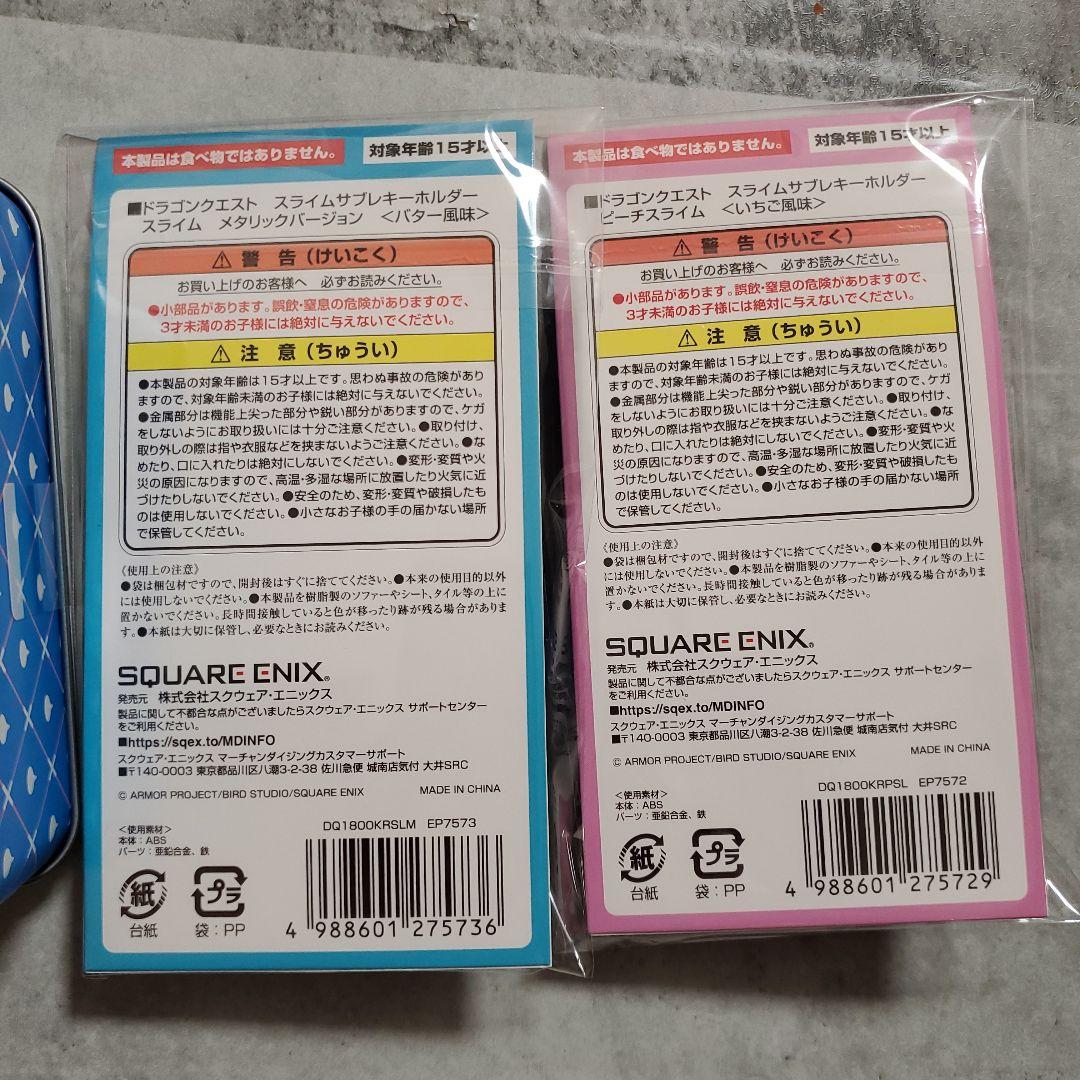 本製品は食べ物ではありません。
対象年齢15才以上
■ドラゴンクエスト スライムサブレキーホルダー
スライム メタリックバージョン <バター風味>
⚠ 警告（けいこく）
お買い上げのお客様へ 必ずお読みください。
●小部品があります。誤飲・窒息の危険がありますので、
3才未満のお子様には絶対に与えないでください。
⚠ 注意（ちゅうい）
●本製品の対象年齢は15才以上です。思わぬ事故の危険があり
ますので、対象年齢未満のお子様には絶対に与えないでください。
●金属部分は機能上尖った部分や鋭い部分がありますので、ケガ
をしないようにお取り扱いには十分ご注意ください。●取り付け、
取り外しの際は指や衣服などを挟まないようご注意ください。●な
めたり、口に入れたりは絶対にしないでください。●変形・変質や火
災の原因になりますので、高温・多湿な場所に放置したり火気に近
づけたりしないでください。●安全のため、変形・変質や破損したも
のは使用しないでください。●小さなお子様の手の届かない場所
で保管してください。
《使用上の注意》
●袋は梱包材ですので、開封後はすぐに捨ててください。●本来の使用目的以外
には使用しないでください。●本製品を樹脂製のソファーやシート、タイル等の上に
置かないでください。長時間接触していると色が移ったり跡が残る場合がありま
す。●本紙は大切に保管し、必要なときにお読みください。
SQUARE ENIX®
発売元 株式会社スクウェア・エニックス
製品に関して不都合な点がございましたらスクウェア・エニックス サポートセンター
をご利用ください。
■https://sqex.to/MDINFO
スクウェア・エニックス マーチャンダイジングカスタマーサポート
■〒140-0003 東京都品川区八潮3-2-38 佐川急便 城南店気付 大井SRC
© ARMOR PROJECT/BIRD STUDIO/SQUARE ENIX MADE IN CHINA
DQ1800KRSLM EP7573
<使用素材>
本体：ABS
パーツ：亜鉛合金、鉄
紙
プラ
台紙
袋：PP
4 988601 275736
本製品は食べ物ではありません。
対象年齢15才以上
■ドラゴンクエスト スライムサブレキーホルダー
ピーチスライム <いちご風味>
⚠ 警告（けいこく）
お買い上げのお客様へ 必ずお読みください。
●小部品があります。誤飲・窒息の危険がありますので、
3才未満のお子様には絶対に与えないでください。
⚠ 注意（ちゅうい）
●本製品の対象年齢は15才以上です。思わぬ事故の危険があり
ますので、対象年齢未満のお子様には絶対に与えないでください。
●金属部分は機能上尖った部分や鋭い部分がありますので、ケガ
をしないようにお取り扱いには十分ご注意ください。●取り付け、
取り外しの際は指や衣服などを挟まないようご注意ください。●な
めたり、口に入れたりは絶対にしないでください。●変形・変質や火
災の原因になりますので、高温・多湿な場所に放置したり火気に近
づけたりしないでください。●安全のため、変形・変質や破損したも
のは使用しないでください。●小さなお子様の手の届かない場所
で保管してください。
《使用上の注意》
●袋は梱包材ですので、開封後はすぐに捨ててください。●本来の使用目的以外
には使用しないでください。●本製品を樹脂製のソファーやシート、タイル等の上に
置かないでください。長時間接触していると色が移ったり跡が残る場合がありま
す。●本紙は大切に保管し、必要なときにお読みください。
SQUARE ENIX®
発売元 株式会社スクウェア・エニックス
製品に関して不都合な点がございましたらスクウェア・エニックス サポートセンター
をご利用ください。
■https://sqex.to/MDINFO
スクウェア・エニックス マーチャンダイジングカスタマーサポート
■〒140-0003 東京都品川区八潮3-2-38 佐川急便 城南店気付 大井SRC
© ARMOR PROJECT/BIRD STUDIO/SQUARE ENIX MADE IN CHINA
DQ1800KRPSL EP7572
<使用素材>
本体：ABS
パーツ：亜鉛合金、鉄
紙
プラ
台紙
袋：PP
4 988601 275729